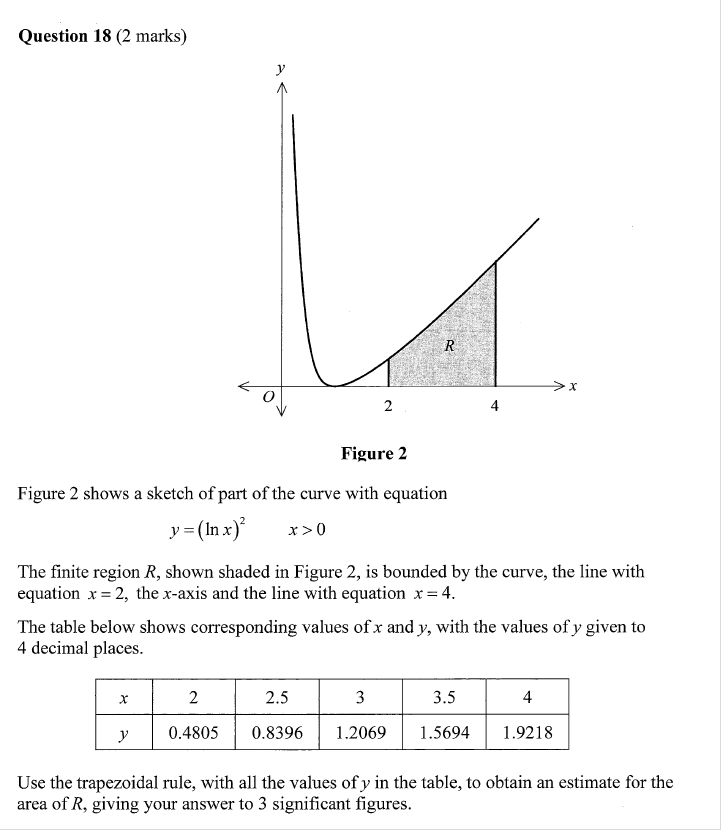 Question 18 (2 marks)
y
R
O
x
2
4
Figure 2
Figure 2 shows a sketch of part of the curve with equation
y = (ln x)² x > 0
The finite region R, shown shaded in Figure 2, is bounded by the curve, the line with
equation x = 2, the x-axis and the line with equation x = 4.
The table below shows corresponding values of x and y, with the values of y given to
4 decimal places.
x 2 2.5 3 3.5 4
y 0.4805 0.8396 1.2069 1.5694 1.9218
Use the trapezoidal rule, with all the values of y in the table, to obtain an estimate for the
area of R, giving your answer to 3 significant figures.